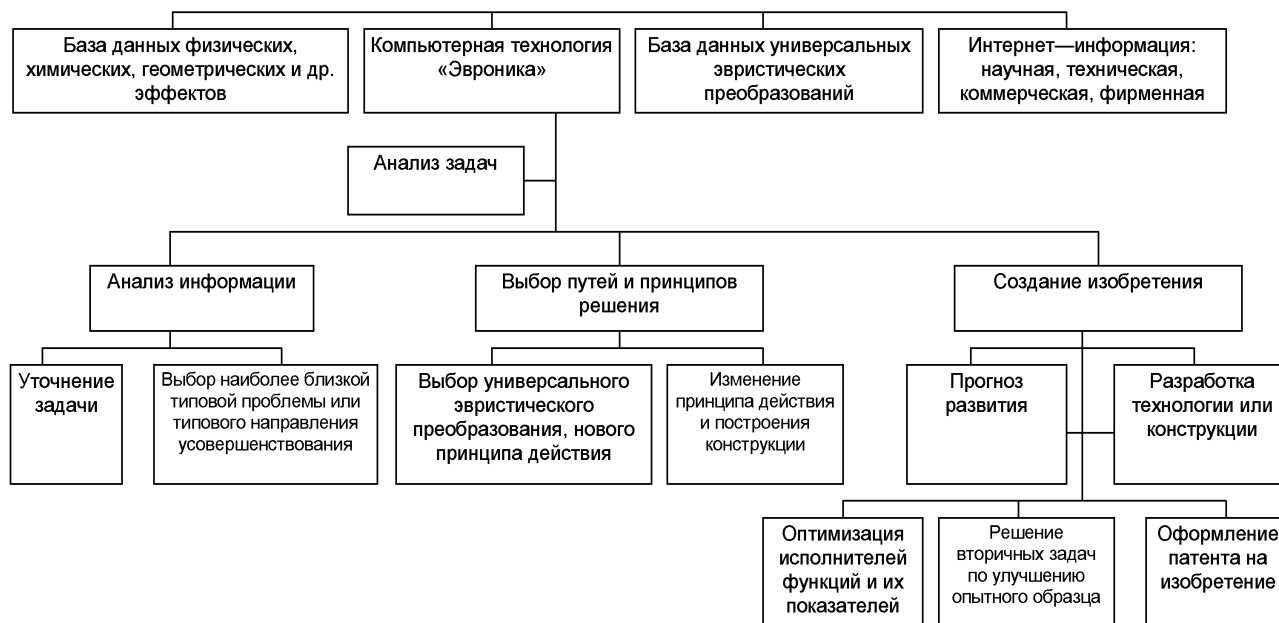 База данных физических,
химических, геометрических и др.
эффектов
Компьютерная технология
«Эвроника»
База данных универсальных
эвристических
преобразований
Интернет—информация:
научная, техническая,
коммерческая, фирменная
Анализ задач
Анализ информации
Выбор путей и принципов
решения
Создание изобретения
Уточнение
задачи
Выбор наиболее близкой
типовой проблемы или
типового направления
усовершенствования
Выбор универсального
эвристического
преобразования, нового
принципа действия
Изменение
принципа действия
и построения
конструкции
Прогноз
развития
Разработка
технологии или
конструкции
Оптимизация
исполнителей
функций и их
показателей
Решение
вторичных задач
по улучшению
опытного образца
Оформление
патента на
изобретение